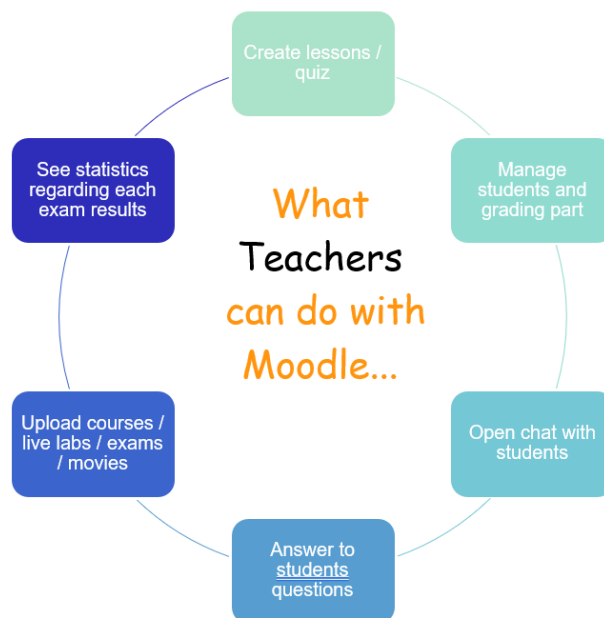 Create lessons /
quiz
Manage
students and
grading part
Open chat with
students
Answer to
students
questions
Upload courses /
live labs / exams
/ movies
See statistics
regarding each
exam results
What
Teachers
can do with
Moodle...